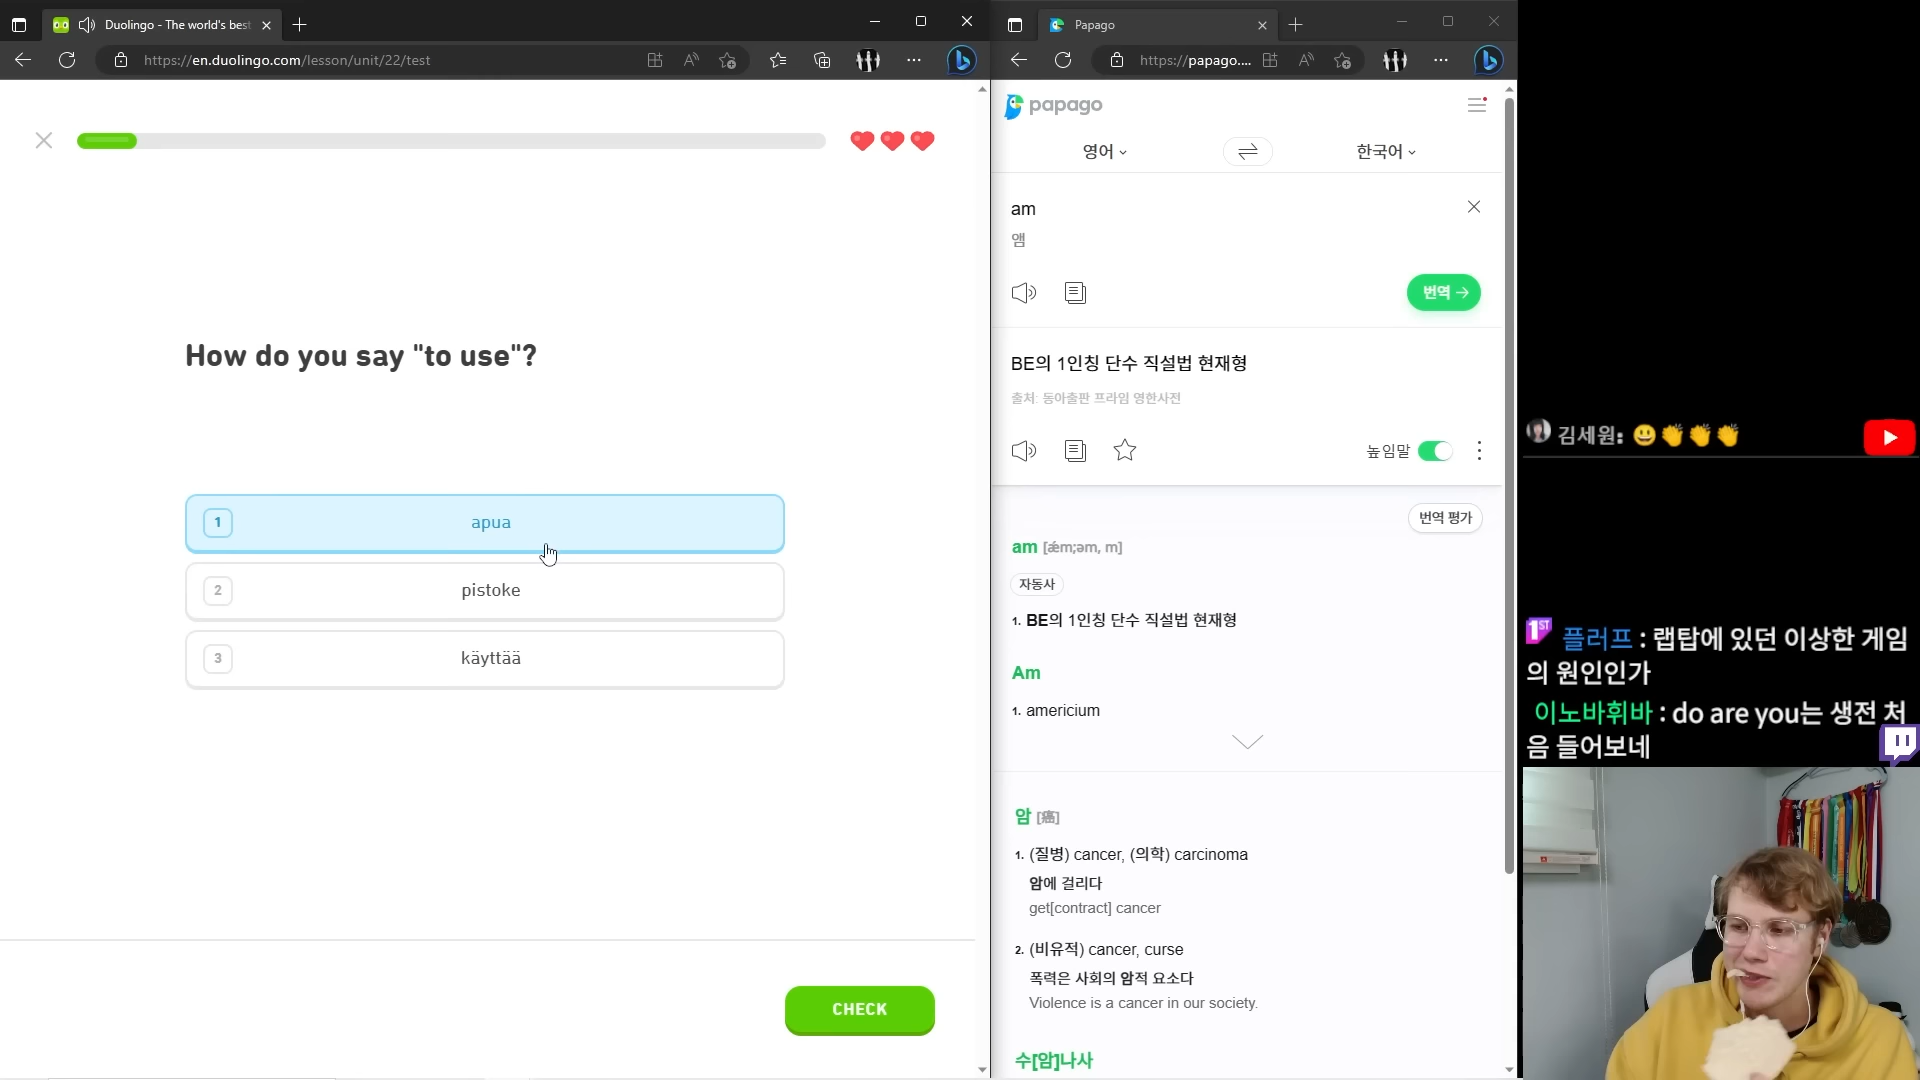 Duolingo - The world's best
https://en.duolingo.com/lesson/unit/22/test
How do you say "to use"?
1 apua
2 pistoke
3 käyttää
CHECK
Papago
https://papago....
papago
영어
한국어
am
앰
번역
BE의 1인칭 단수 직설법 현재형
출처: 동아출판 프라임 영한사전
높임말
번역 평가
am [ǽm;əm, m]
자동사
1. BE의 1인칭 단수 직설법 현재형
Am
1. americium
암 [癌]
1. (질병) cancer, (의학) carcinoma
암에 걸리다
get[contract] cancer
2. (비유적) cancer, curse
폭력은 사회의 암적 요소다
Violence is a cancer in our society.
수[암]나사
김세원: 😃👏👏👏
1ST 플러프 : 랩탑에 있던 이상한 게임
의 원인인가
이노바휘바 : do are you는 생전 처
음 들어보네